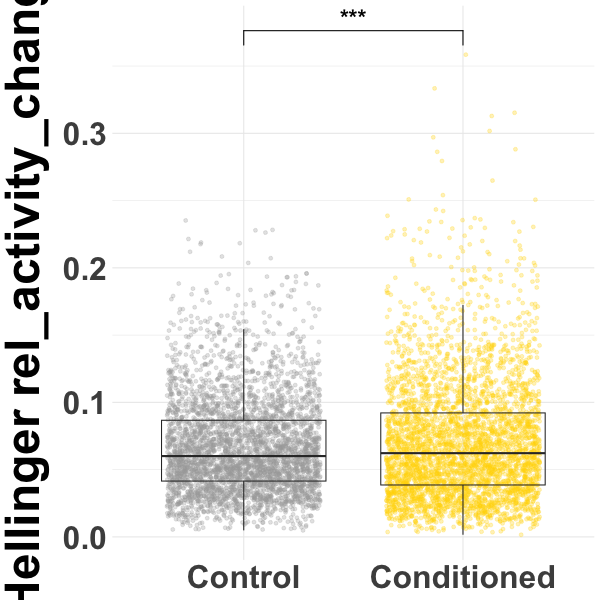 Hellinger rel_activity_chang
***
0.3
0.2
0.1
0.0
Control
Conditioned